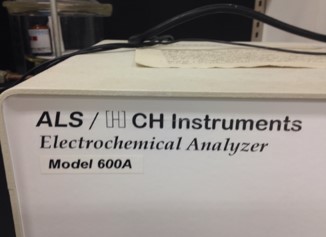 ALS / CH Instruments
Electrochemical Analyzer
Model 600A